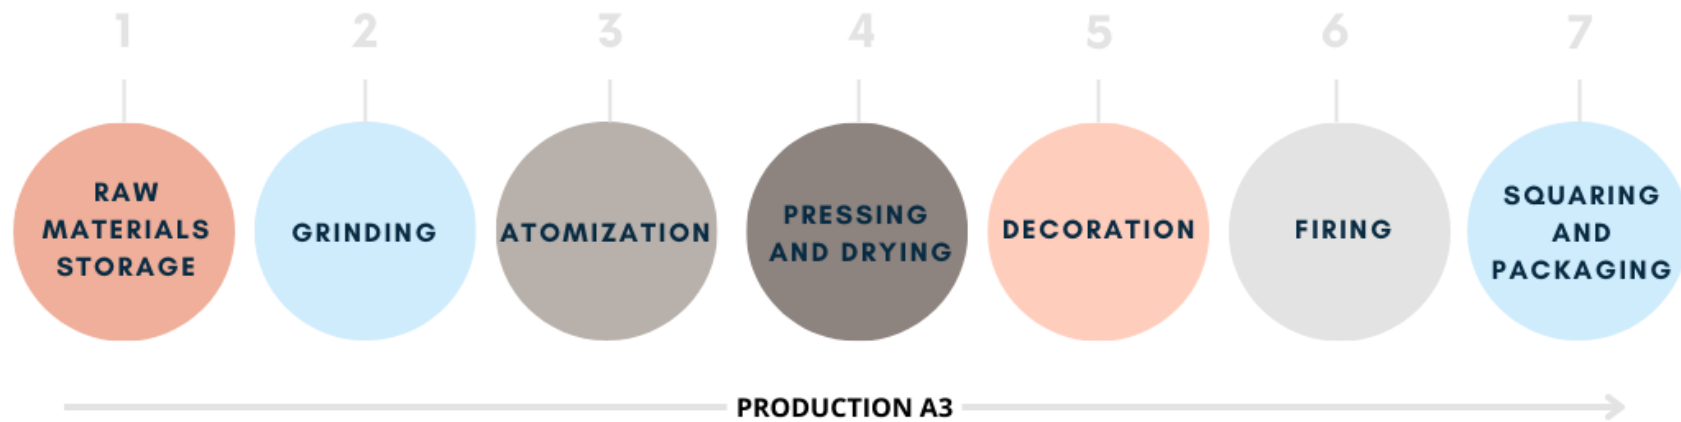 1
2
3
4
5
6
7
RAW
MATERIALS
STORAGE
GRINDING
ATOMIZATION
PRESSING
AND DRYING
DECORATION
FIRING
SQUARING
AND
PACKAGING
PRODUCTION A3